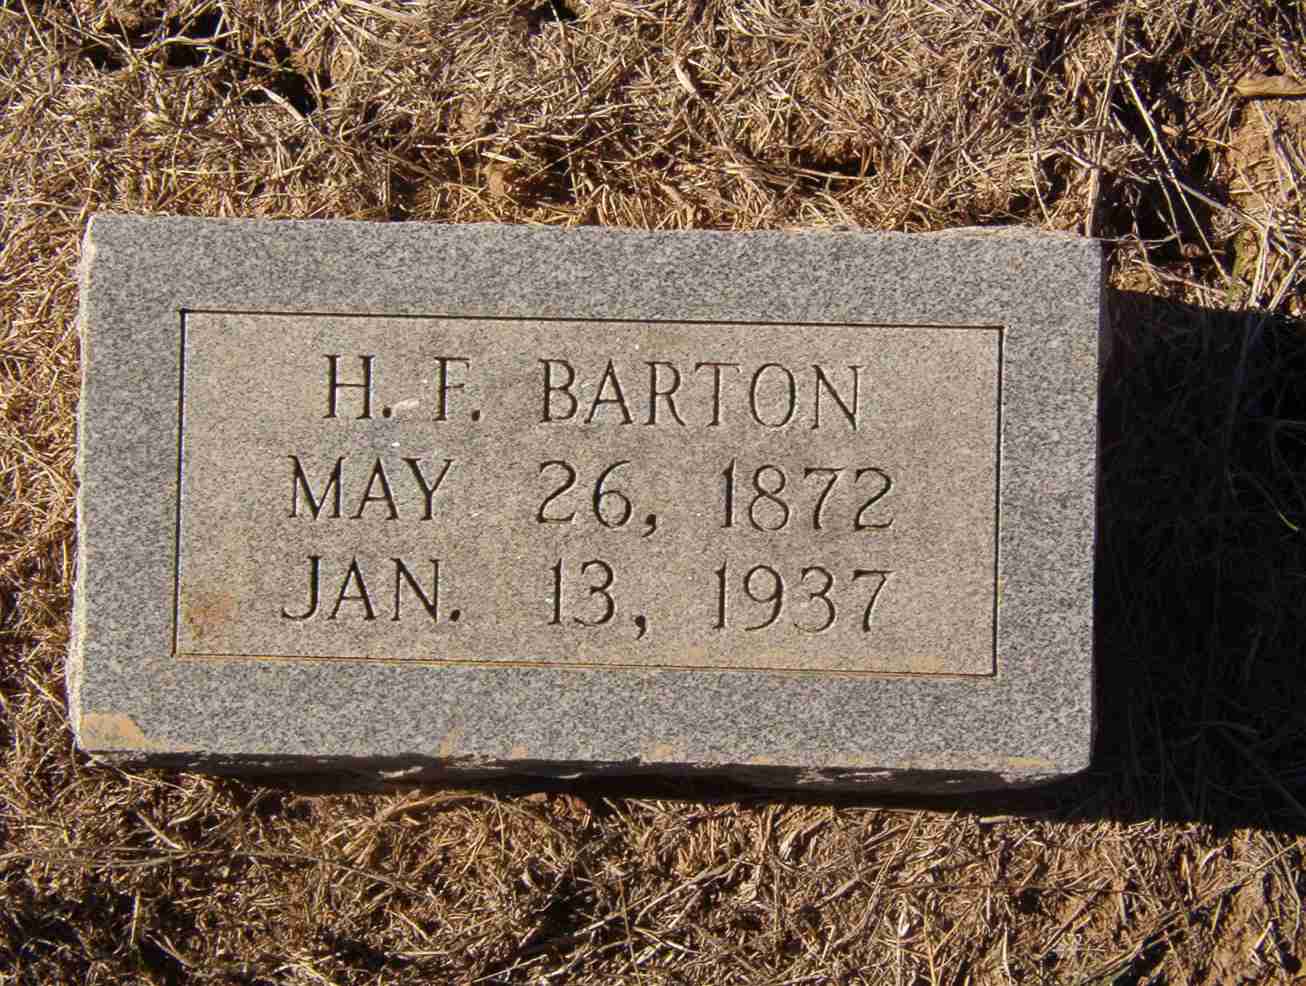 H. F. BARTON
MAY 26, 1872
JAN. 13, 1937